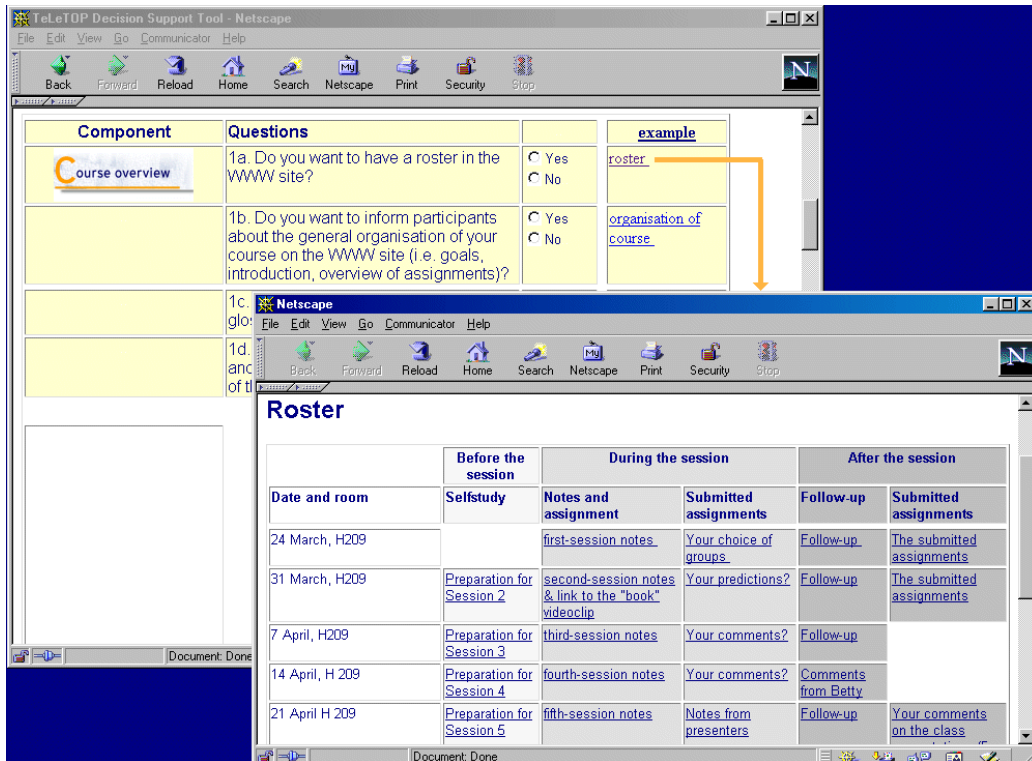 TeLeTOP Decision Support Tool - Netscape
File Edit View Go Communicator Help
Back Forward Reload Home Search Netscape Print Security Stop
My
N
Component Questions example
Course overview
1a. Do you want to have a roster in the
WWW site?
Yes
No
roster
1b. Do you want to inform participants
about the general organisation of your
course on the WWW site (i.e. goals,
introduction, overview of assignments)?
Yes
No
organisation of
course
1c.
1d.
Document: Done
Netscape
File Edit View Go Communicator Help
Back Forward Reload Home Search Netscape Print Security Stop
My
N
Roster
Before the
session
During the session
After the session
Date and room
Selfstudy
Notes and
assignment
Submitted
assignments
Follow-up
Submitted
assignments
24 March, H209
first-session notes
Your choice of
groups
Follow-up
The submitted
assignments
31 March, H209
Preparation for
Session 2
second-session notes
& link to the "book"
videoclip
Your predictions?
Follow-up
The submitted
assignments
7 April, H209
Preparation for
Session 3
third-session notes
Your comments?
Follow-up
14 April, H 209
Preparation for
Session 4
fourth-session notes
Your comments?
Comments
from Betty
21 April H 209
Preparation for
Session 5
fifth-session notes
Notes from
presenters
Follow-up
Your comments
on the class
Document: Done